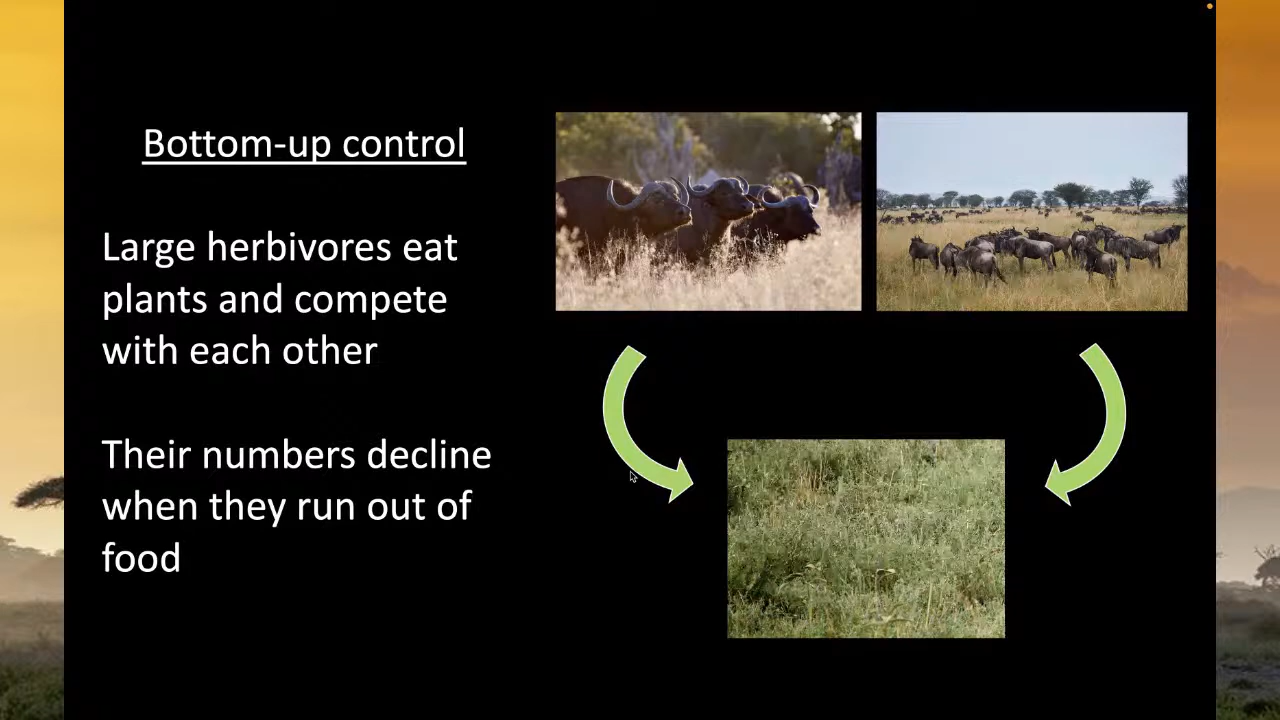 Bottom-up control
Large herbivores eat
plants and compete
with each other
Their numbers decline
when they run out of
food